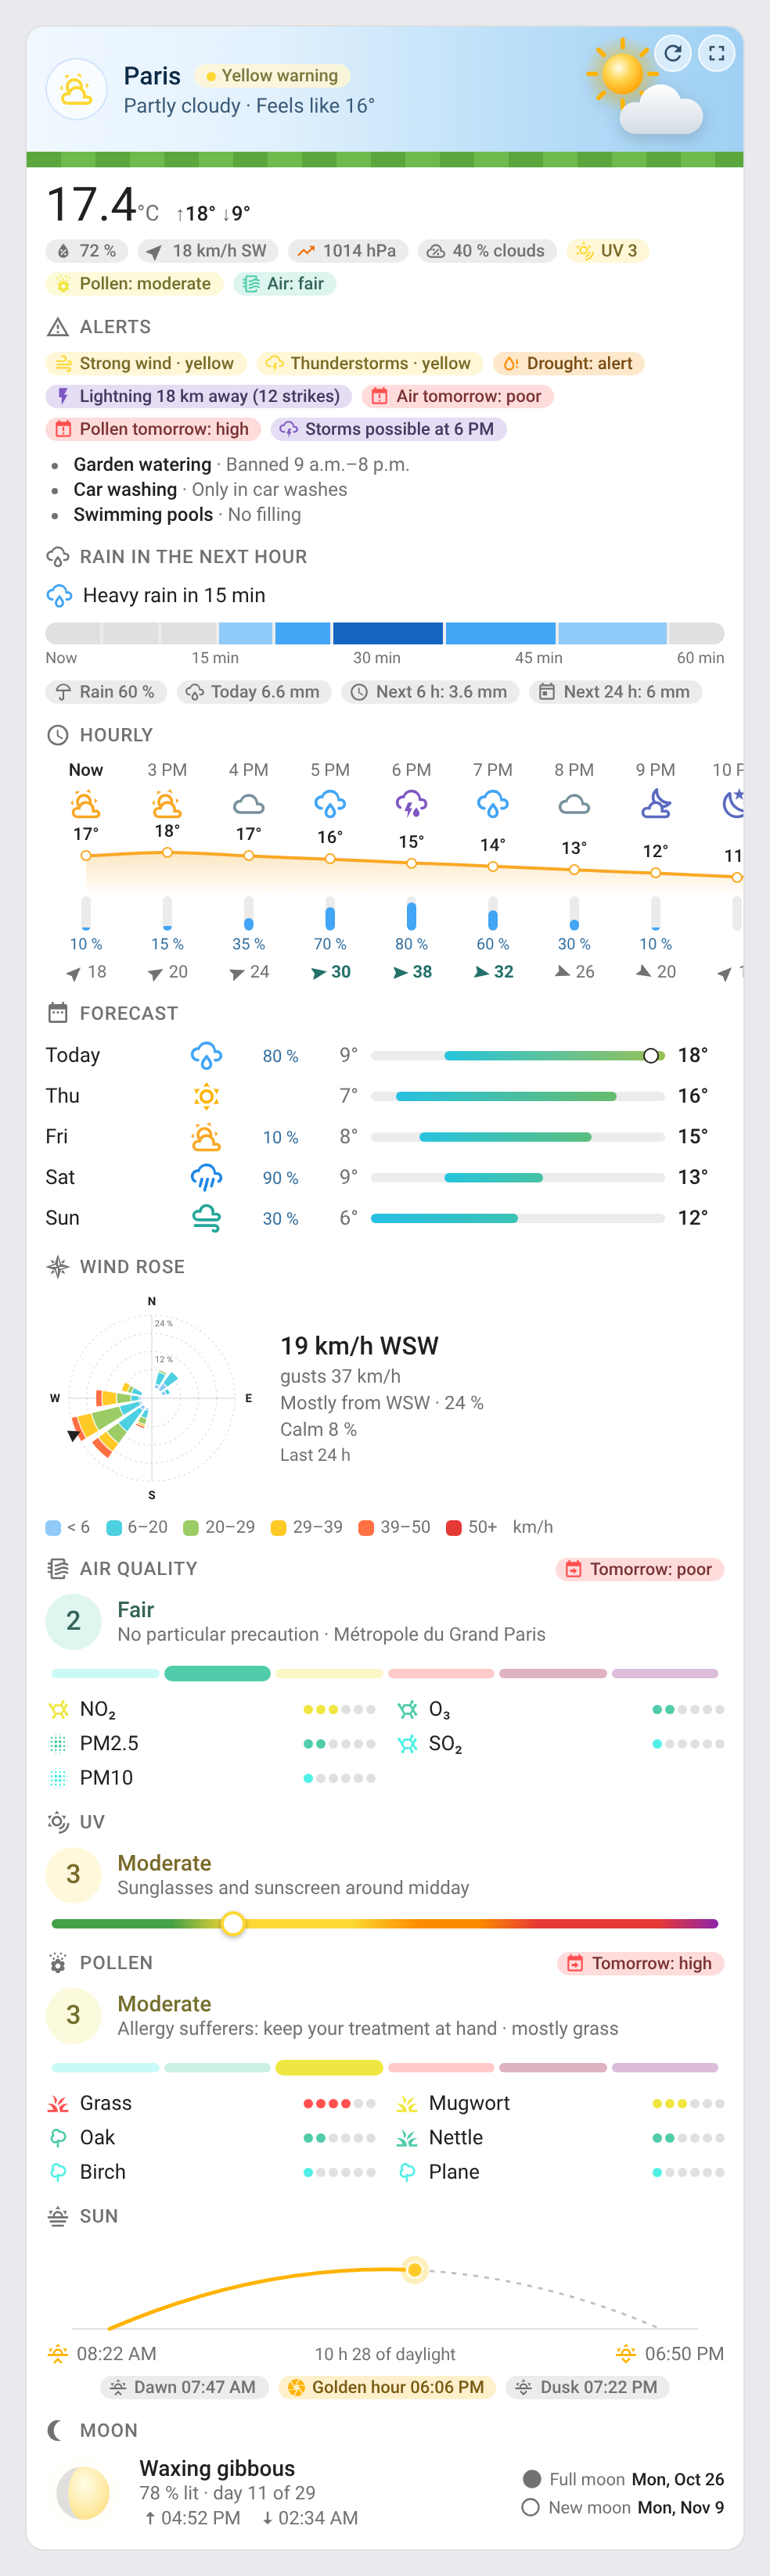 Paris Yellow warning
Partly cloudy · Feels like 16°
17.4°C ↑18° ↓9°
72 % 18 km/h SW 1014 hPa 40 % clouds UV 3
Pollen: moderate Air: fair
ALERTS
Strong wind · yellow Thunderstorms · yellow Drought: alert
Lightning 18 km away (12 strikes) Air tomorrow: poor
Pollen tomorrow: high Storms possible at 6 PM
• Garden watering · Banned 9 a.m.–8 p.m.
• Car washing · Only in car washes
• Swimming pools · No filling
RAIN IN THE NEXT HOUR
Heavy rain in 15 min
Now 15 min 30 min 45 min 60 min
Rain 60 % Today 6.6 mm Next 6 h: 3.6 mm Next 24 h: 6 mm
HOURLY
Now 3 PM 4 PM 5 PM 6 PM 7 PM 8 PM 9 PM 10
17° 18° 17° 16° 15° 14° 13° 12° 11
10 % 15 % 35 % 70 % 80 % 60 % 30 % 10 %
18 20 24 30 38 32 26 20
FORECAST
Today 80 % 9° 18°
Thu 7° 16°
Fri 10 % 8° 15°
Sat 90 % 9° 13°
Sun 30 % 6° 12°
WIND ROSE
N
24 %
12 %
W E
S
19 km/h WSW
gusts 37 km/h
Mostly from WSW · 24 %
Calm 8 %
Last 24 h
< 6 6–20 20–29 29–39 39–50 50+ km/h
AIR QUALITY Tomorrow: poor
2 Fair
No particular precaution · Métropole du Grand Paris
NO₂ O₃
PM2.5 SO₂
PM10
UV
3 Moderate
Sunglasses and sunscreen around midday
POLLEN Tomorrow: high
3 Moderate
Allergy sufferers: keep your treatment at hand · mostly grass
Grass Mugwort
Oak Nettle
Birch Plane
SUN
08:22 AM 10 h 28 of daylight 06:50 PM
Dawn 07:47 AM Golden hour 06:06 PM Dusk 07:22 PM
MOON
Waxing gibbous
78 % lit · day 11 of 29
↑ 04:52 PM ↓ 02:34 AM
Full moon Mon, Oct 26
New moon Mon, Nov 9